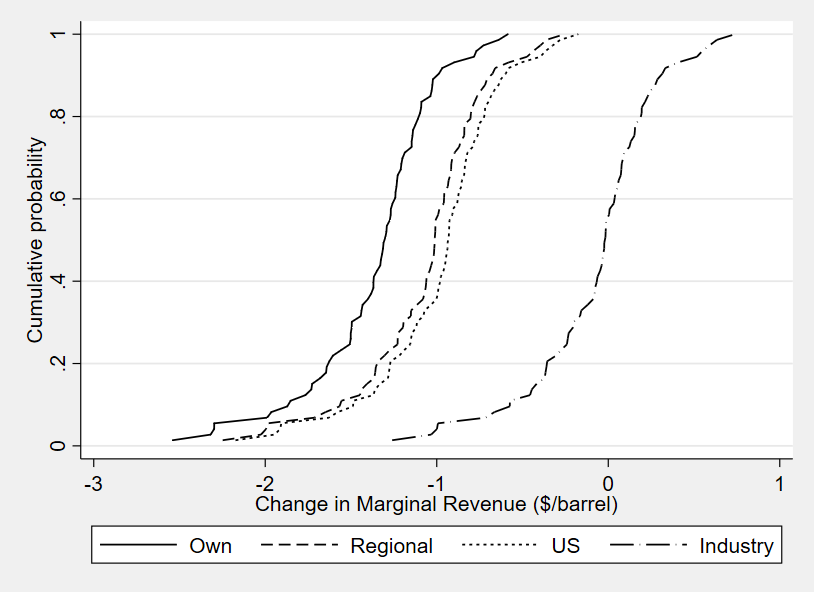 Cumulative probability
1
.8
.6
.4
.2
0
-3 -2 -1 0 1
Change in Marginal Revenue ($/barrel)
Own Regional US Industry